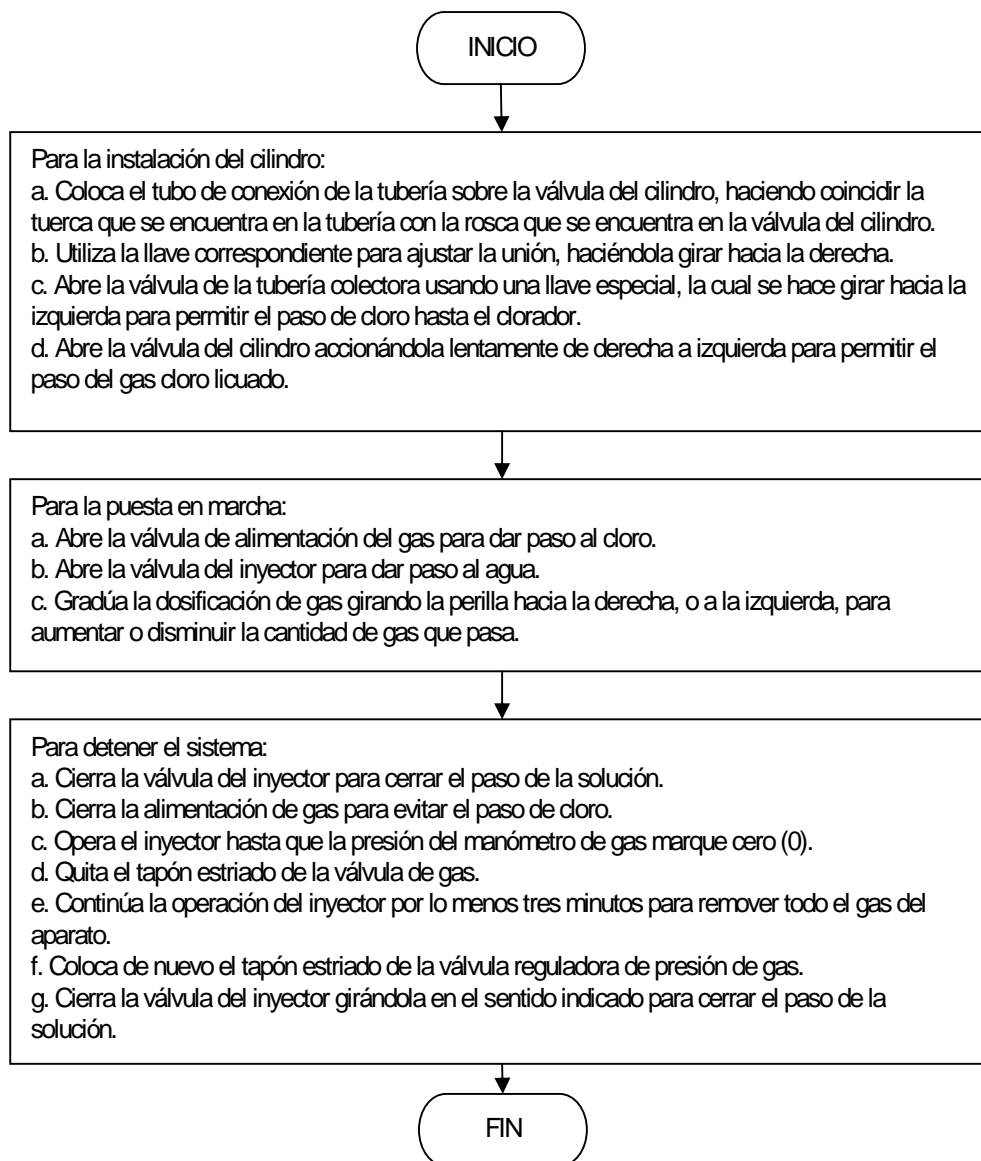 INICIO
Para la instalación del cilindro:
a. Coloca el tubo de conexión de la tubería sobre la válvula del cilindro, haciendo coincidir la
tuerca que se encuentra en la tubería con la rosca que se encuentra en la válvula del cilindro.
b. Utiliza la llave correspondiente para ajustar la unión, haciéndola girar hacia la derecha.
c. Abre la válvula de la tubería colectora usando una llave especial, la cual se hace girar hacia la
izquierda para permitir el paso de cloro hasta el clorador.
d. Abre la válvula del cilindro accionándola lentamente de derecha a izquierda para permitir el
paso del gas cloro licuado.
Para la puesta en marcha:
a. Abre la válvula de alimentación del gas para dar paso al cloro.
b. Abre la válvula del inyector para dar paso al agua.
c. Gradúa la dosificación de gas girando la perilla hacia la derecha, o a la izquierda, para
aumentar o disminuir la cantidad de gas que pasa.
Para detener el sistema:
a. Cierra la válvula del inyector para cerrar el paso de la solución.
b. Cierra la alimentación de gas para evitar el paso de cloro.
c. Opera el inyector hasta que la presión del manómetro de gas marque cero (0).
d. Quita el tapón estriado de la válvula de gas.
e. Continúa la operación del inyector por lo menos tres minutos para remover todo el gas del
aparato.
f. Coloca de nuevo el tapón estriado de la válvula reguladora de presión de gas.
g. Cierra la válvula del inyector girándola en el sentido indicado para cerrar el paso de la
solución.
FIN